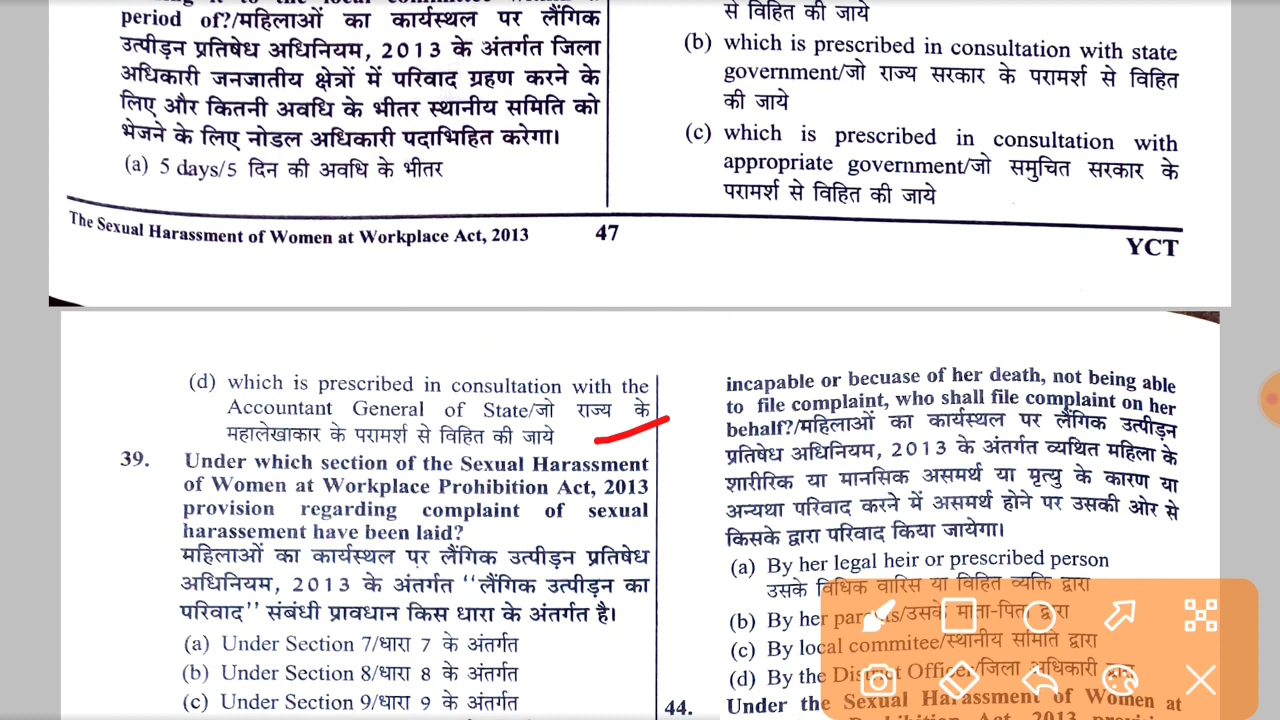 period of?/महिलाओं का कार्यस्थल पर लैंगिक
उत्पीड़न प्रतिषेध अधिनियम, 2013 के अंतर्गत जिला
अधिकारी जनजातीय क्षेत्रों में परिवाद ग्रहण करने के
लिए और कितनी अवधि के भीतर स्थानीय समिति को
भेजने के लिए नोडल अधिकारी पदाभिहित करेगा।
(a) 5 days/5 दिन की अवधि के भीतर
से विहित की जाये
(b) which is prescribed in consultation with state
government/जो राज्य सरकार के परामर्श से विहित
की जाये
(c) which is prescribed in consultation with
appropriate government/जो समुचित सरकार के
परामर्श से विहित की जाये
The Sexual Harassment of Women at Workplace Act, 2013
47
YCT
(d) which is prescribed in consultation with the
Accountant General of State/जो राज्य के
महालेखाकार के परामर्श से विहित की जाये
39. Under which section of the Sexual Harassment
of Women at Workplace Prohibition Act, 2013
provision regarding complaint of sexual
harassement have been laid?
महिलाओं का कार्यस्थल पर लैंगिक उत्पीड़न प्रतिषेध
अधिनियम, 2013 के अंतर्गत "लैंगिक उत्पीड़न का
परिवाद" संबंधी प्रावधान किस धारा के अंतर्गत है।
(a) Under Section 7/धारा 7 के अंतर्गत
(b) Under Section 8/धारा 8 के अंतर्गत
(c) Under Section 9/धारा 9 के अंतर्गत
incapable or becuase of her death, not being able
to file complaint, who shall file complaint on her
behalf?/महिलाओं का कार्यस्थल पर लैंगिक उत्पीड़न
प्रतिषेध अधिनियम, 2013 के अंतर्गत व्यथित महिला के
शारीरिक या मानसिक असमर्थ या मृत्यु के कारण या
अन्यथा परिवाद करने में असमर्थ होने पर उसकी ओर से
किसके द्वारा परिवाद किया जायेगा।
(a) By her legal heir or prescribed person
उसके विधिक वारिस या विहित व्यक्ति द्वारा
(b) By her parents/उसके माता-पिता द्वारा
(c) By local commitee/स्थानीय समिति द्वारा
(d) By the District Officer/जिला अधिकारी द्वारा
44. Under the Sexual Harassment of Women at